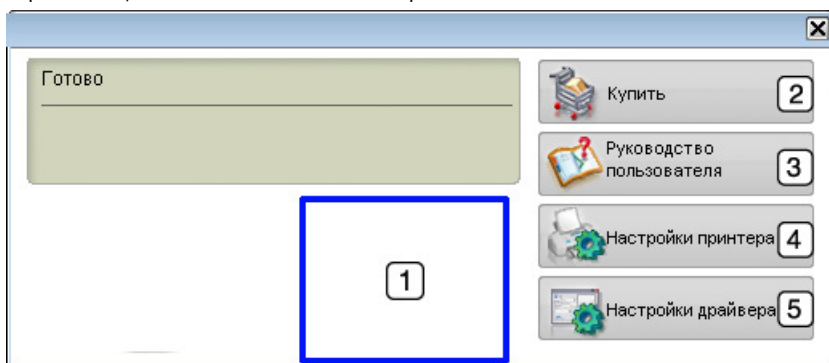 Готово
Купить
2
Руководство
пользователя
3
Настройки принтера
4
Настройки драйвера
5
1